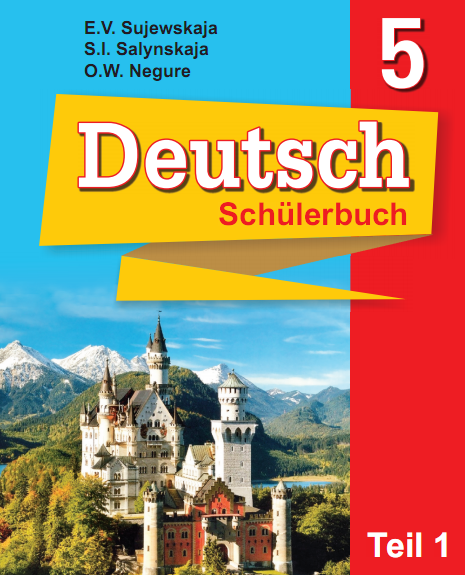 E.V. Sujewskaja
S.I. Salynskaja
O.W. Negure
5
Deutsch
Schülerbuch
Teil 1